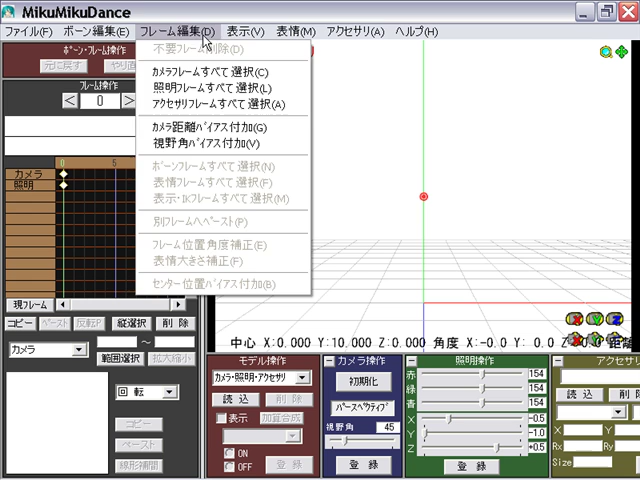 MikuMikuDance
ファイル(F) ボーン編集(E) フレーム編集(D) 表示(V) 表情(M) アクセサリ(A) ヘルプ(H)
ボーン・フレーム操作
元に戻す やり直
フレーム操作
< 0 >
0 5
カメラ
照明
現フレーム
コピー ペースト 反転P 縦選択 削 除
カメラ ~
範囲選択 拡大縮小
回 転
コピー
ペースト
線形補間
不要フレーム削除(D)
カメラフレームすべて選択(C)
照明フレームすべて選択(L)
アクセサリフレームすべて選択(A)
カメラ距離バイアス付加(G)
視野角バイアス付加(V)
ボーンフレームすべて選択(N)
表情フレームすべて選択(F)
表示・IKフレームすべて選択(M)
別フレームへペースト(P)
フレーム位置角度補正(E)
表情大きさ補正(F)
センター位置バイアス付加(B)
X Y Z
中心 X:0.000 Y:10.000 Z:0.000 角度 X:-0.0 Y: 0.0 Z: 0.0 距離
モデル操作
カメラ・照明・アクセサリ
読 込 削 除
表示 加算合成
ON
OFF
登 録
カメラ操作
初期化
パースペクティブ
視野角 45
登 録
照明操作
赤 154
緑 154
青 154
X -0.5
Y -1.0
Z +0.5
登 録
アクセサリ
読 込 削 除
X Y
Rx Ry
Size